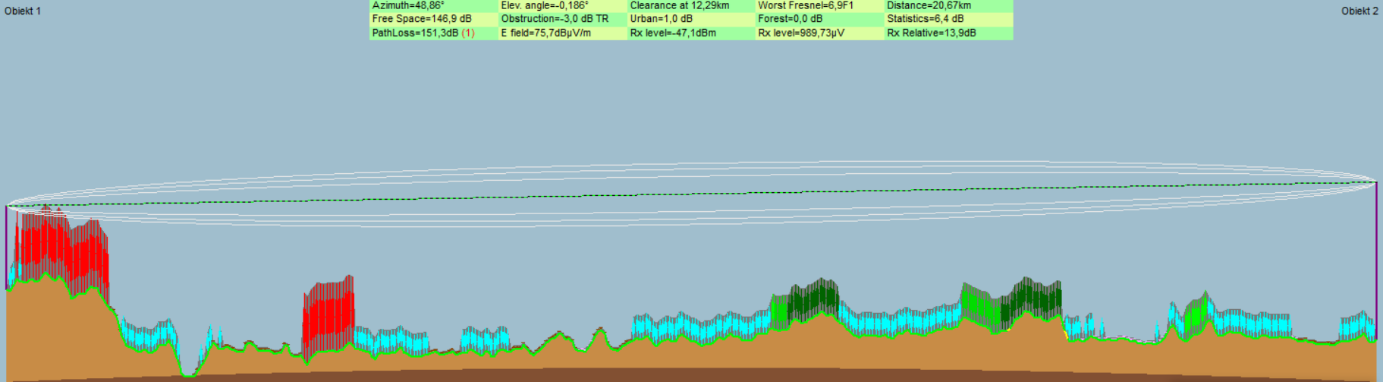 Azimuth=48,86° Elev. angle=-0,186° Clearance at 12,29km Worst Fresnel=6,9F1 Distance=20,67km
Obiekt 1 Obiekt 2
Free Space=146,9 dB Obstruction=-3,0 dB TR Urban=1,0 dB Forest=0,0 dB Statistics=6,4 dB
PathLoss=151,3dB (1) E field=75,7dBµV/m Rx level=-47,1dBm Rx level=989,73µV Rx Relative=13,9dB